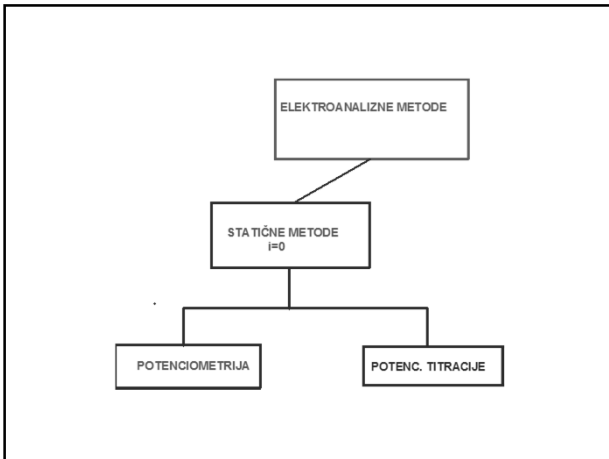 ELEKTROANALIZNE METODE
STATIČNE METODE
i=0
POTENCIOMETRIJA
POTENC. TITRACIJE